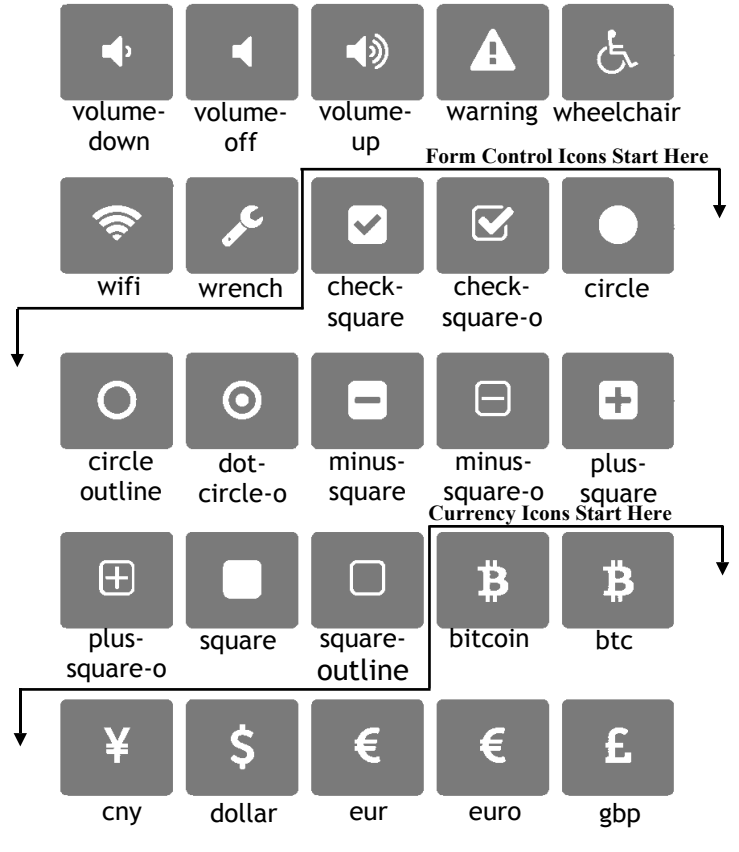 volume- volume- volume- warning wheelchair
down off up
Form Control Icons Start Here
wifi wrench check- check- circle
square square-o
circle dot- minus- minus- plus-
outline circle-o square square-o square
Currency Icons Start Here
plus- square square- bitcoin btc
square-o outline
¥ $ € € £
cny dollar eur euro gbp